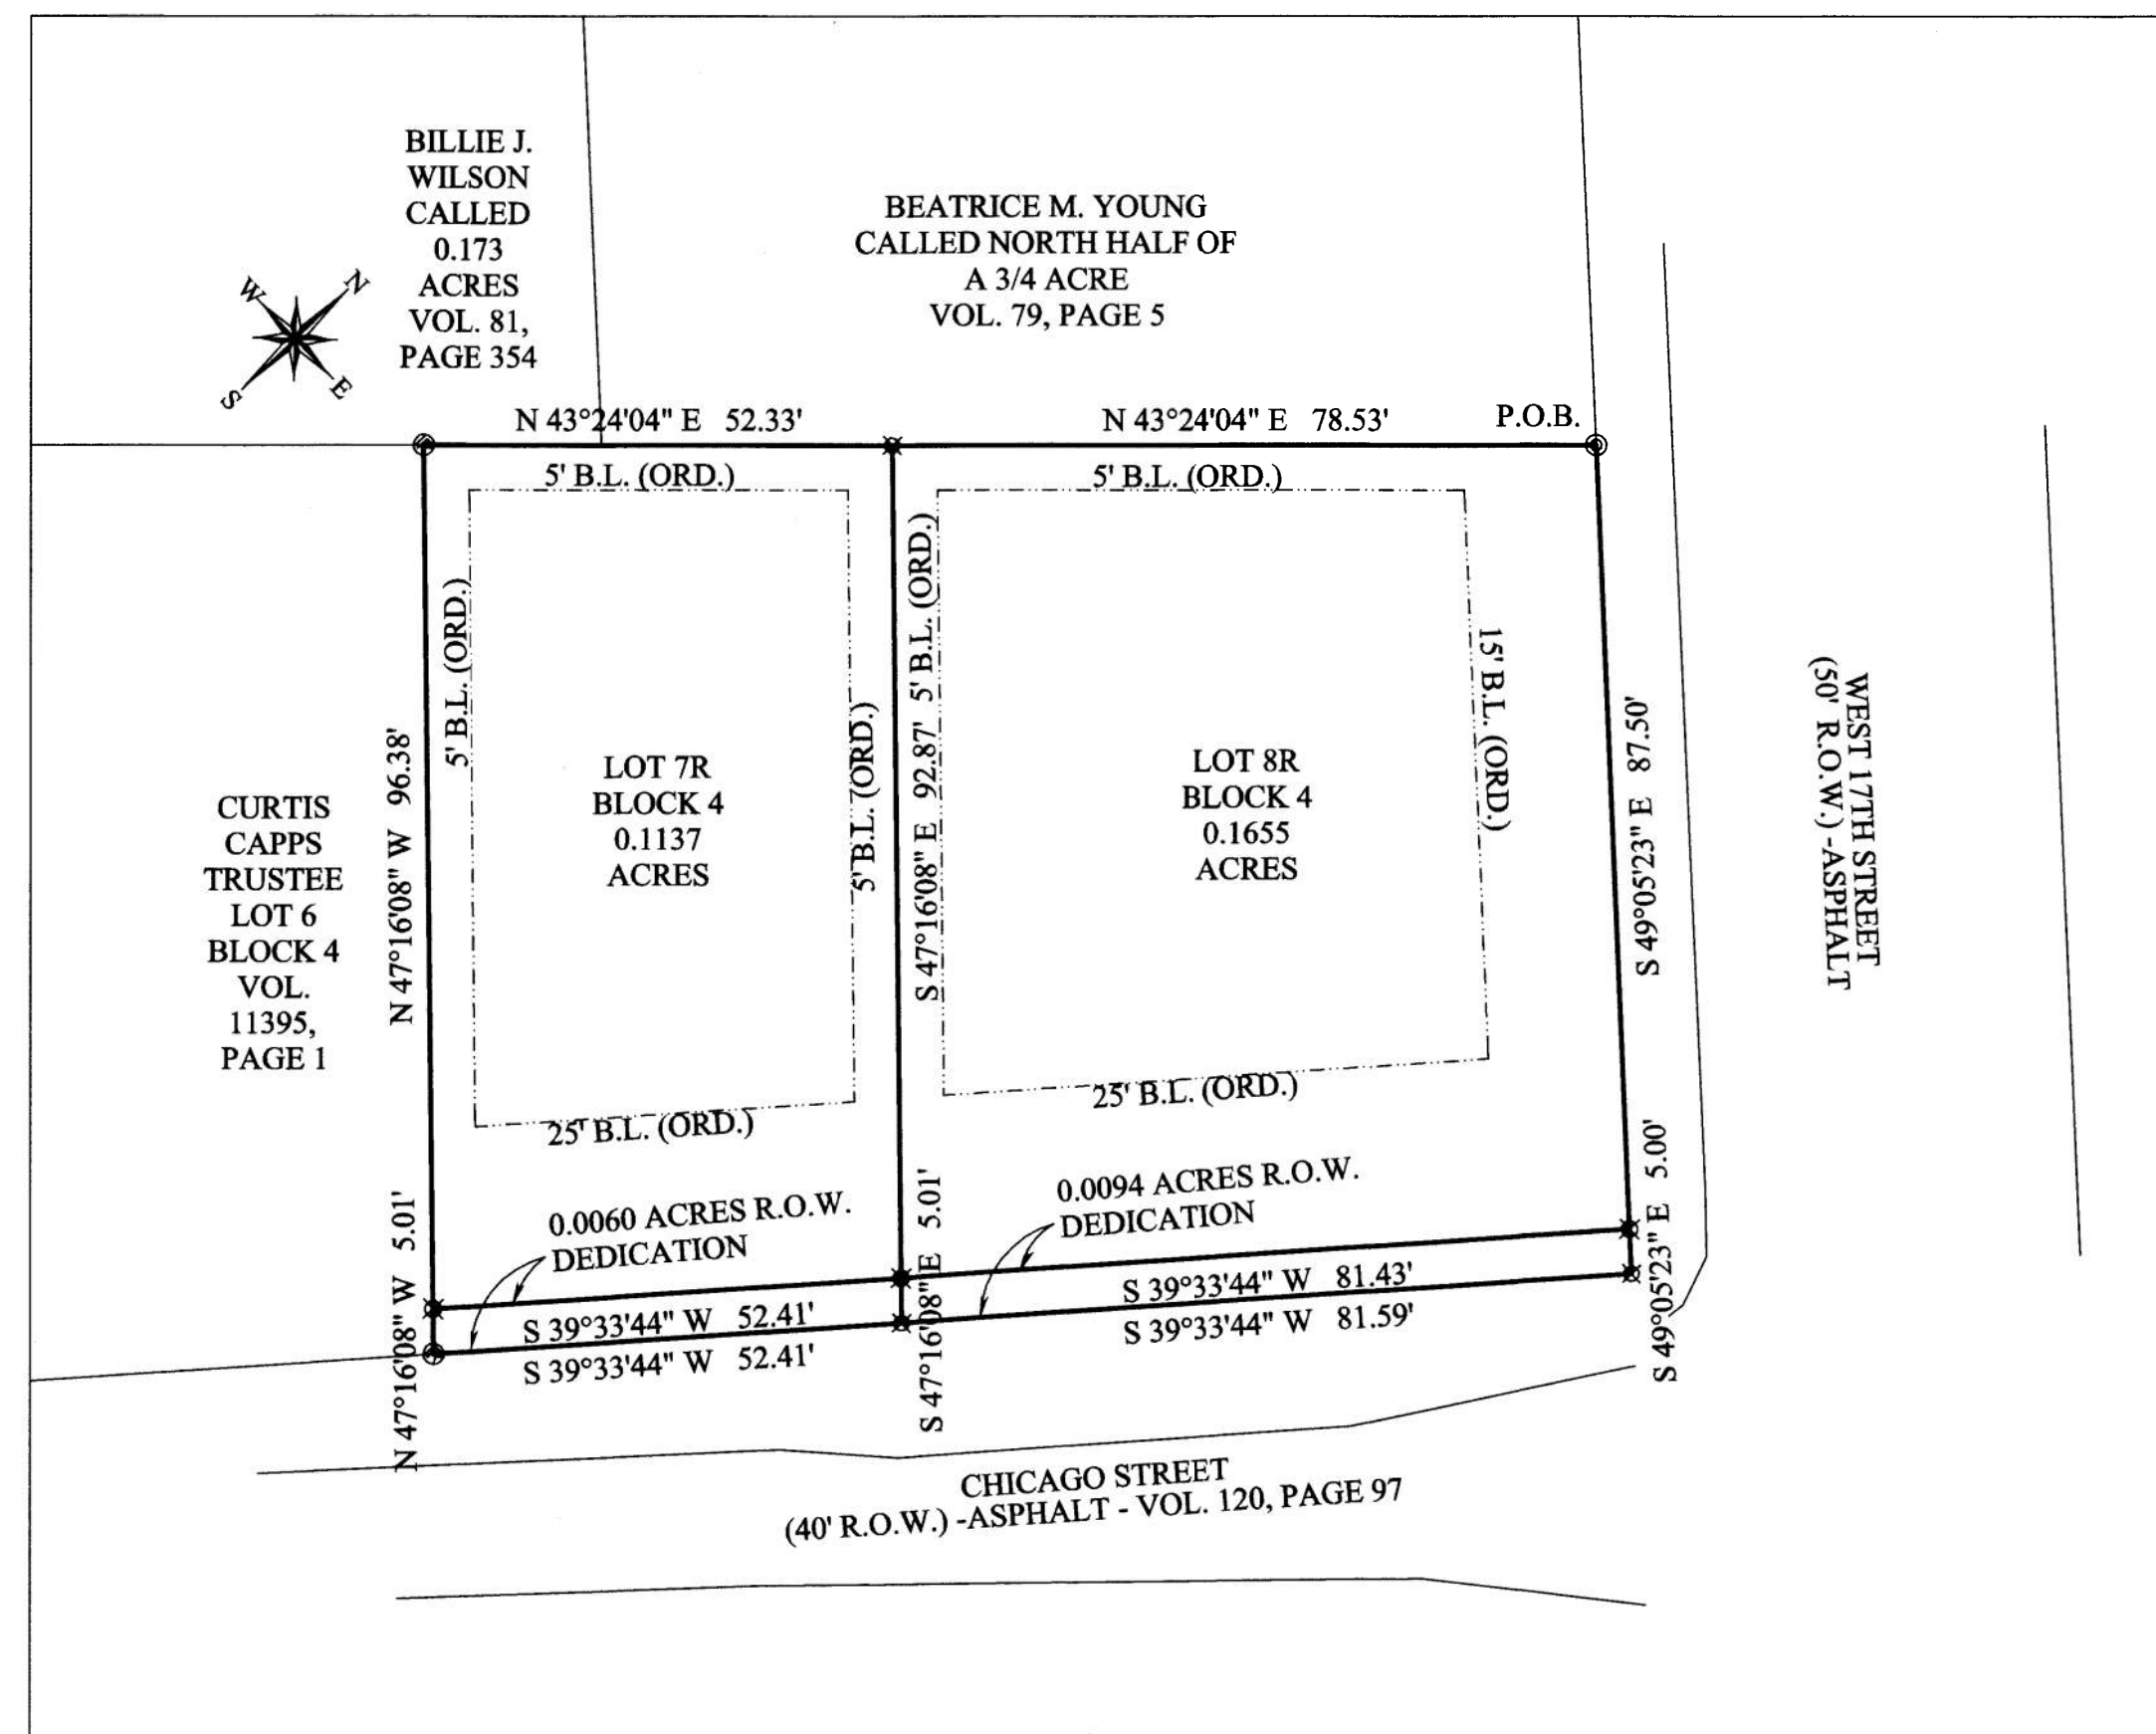 BILLIE J.
WILSON
CALLED
0.173
ACRES
VOL. 81,
PAGE 354
BEATRICE M. YOUNG
CALLED NORTH HALF OF
A 3/4 ACRE
VOL. 79, PAGE 5
W
N
S
E
N 43°24'04" E 52.33'
N 43°24'04" E 78.53'
P.O.B.
5' B.L. (ORD.)
5' B.L. (ORD.)
5' B.L. (ORD.)
5' B.L. (ORD.)
5' B.L. (ORD.)
15' B.L. (ORD.)
N 47°16'08" W 96.38'
S 47°16'08" E 92.87'
S 49°05'23" E 87.50'
LOT 7R
BLOCK 4
0.1137
ACRES
LOT 8R
BLOCK 4
0.1655
ACRES
WEST 17TH STREET
(50' R.O.W.) -ASPHALT
CURTIS
CAPPS
TRUSTEE
LOT 6
BLOCK 4
VOL.
11395,
PAGE 1
25' B.L. (ORD.)
25' B.L. (ORD.)
N 47°16'08" W 5.01'
0.0060 ACRES R.O.W.
DEDICATION
S 47°16'08" E 5.01'
0.0094 ACRES R.O.W.
DEDICATION
S 49°05'23" E 5.00'
S 39°33'44" W 52.41'
S 39°33'44" W 52.41'
S 39°33'44" W 81.43'
S 39°33'44" W 81.59'
CHICAGO STREET
(40' R.O.W.) -ASPHALT - VOL. 120, PAGE 97